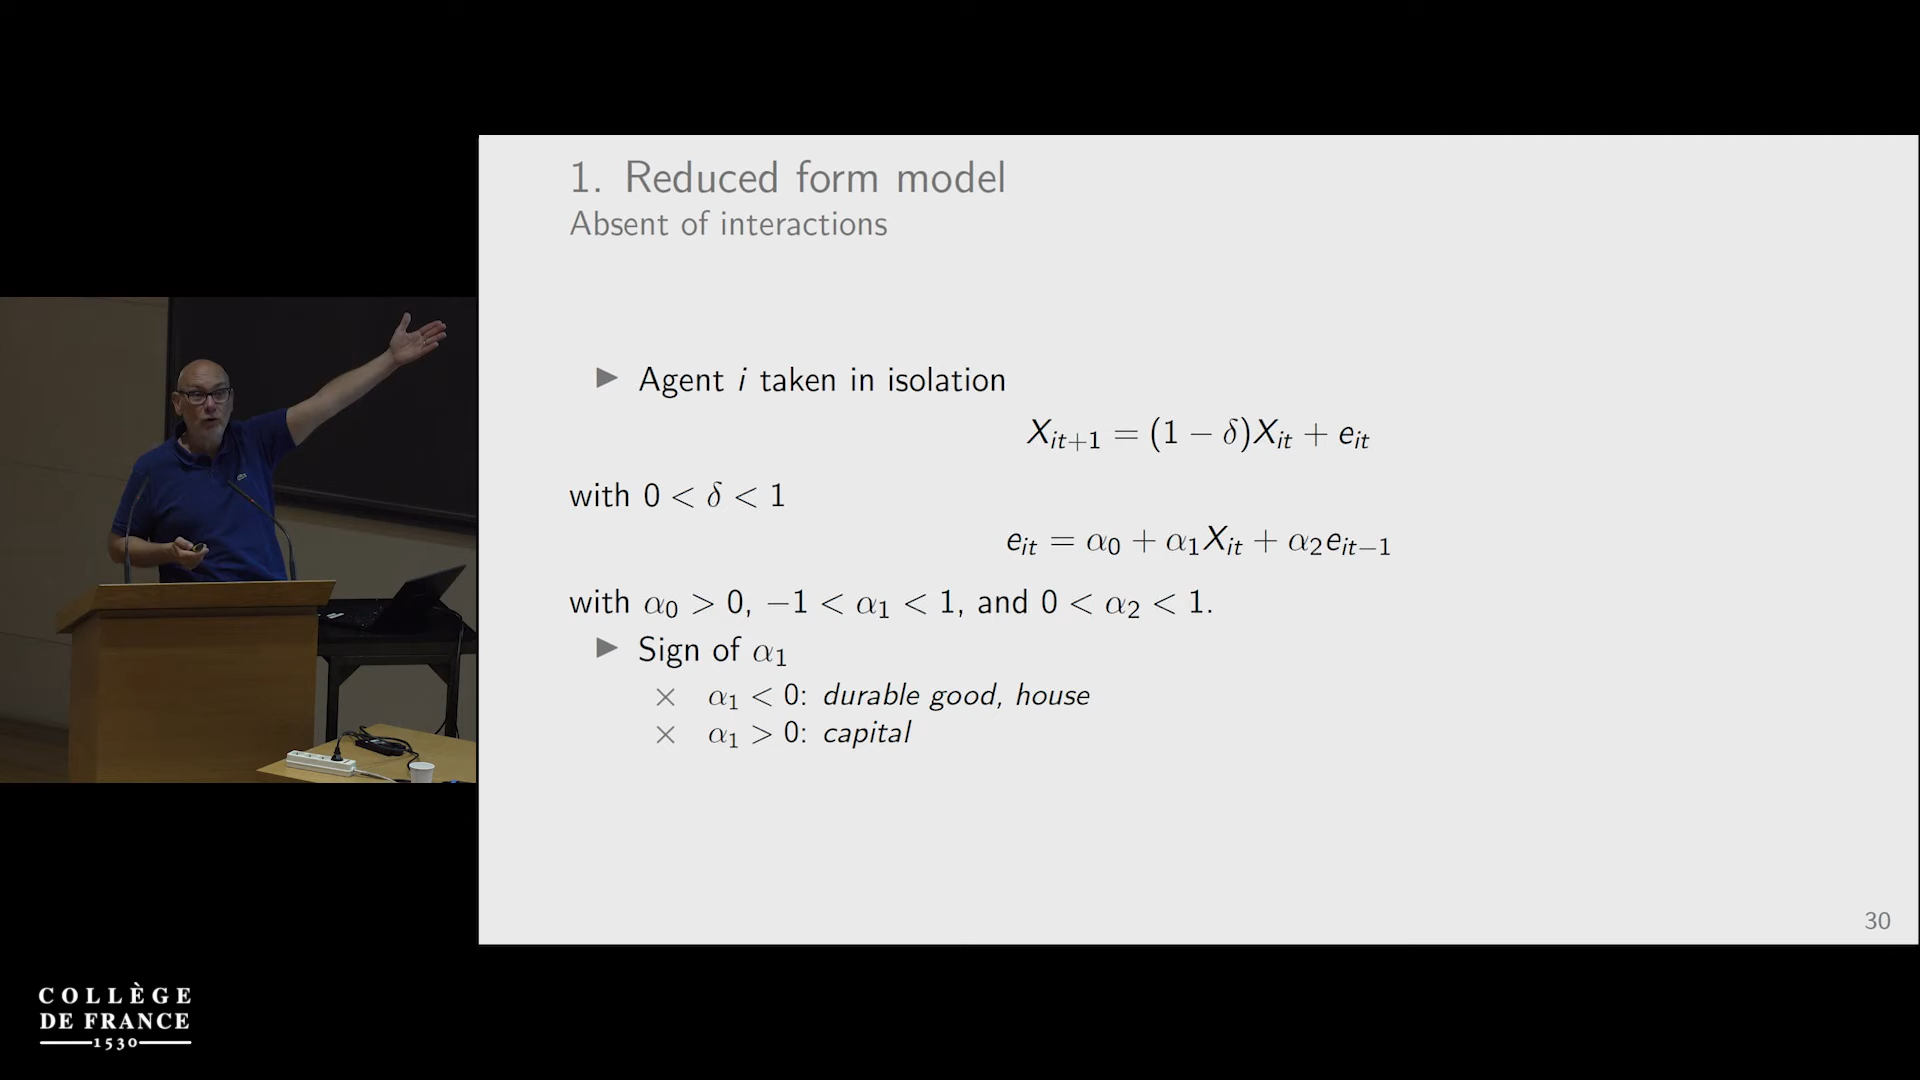 1. Reduced form model
Absent of interactions
▶ Agent i taken in isolation
X_{it+1} = (1 − δ)X_{it} + e_{it}
with 0 < δ < 1
e_{it} = α_0 + α_1X_{it} + α_2e_{it−1}
with α_0 > 0, −1 < α_1 < 1, and 0 < α_2 < 1.
▶ Sign of α_1
× α_1 < 0: durable good, house
× α_1 > 0: capital
30
COLLÈGE
DE FRANCE
1530